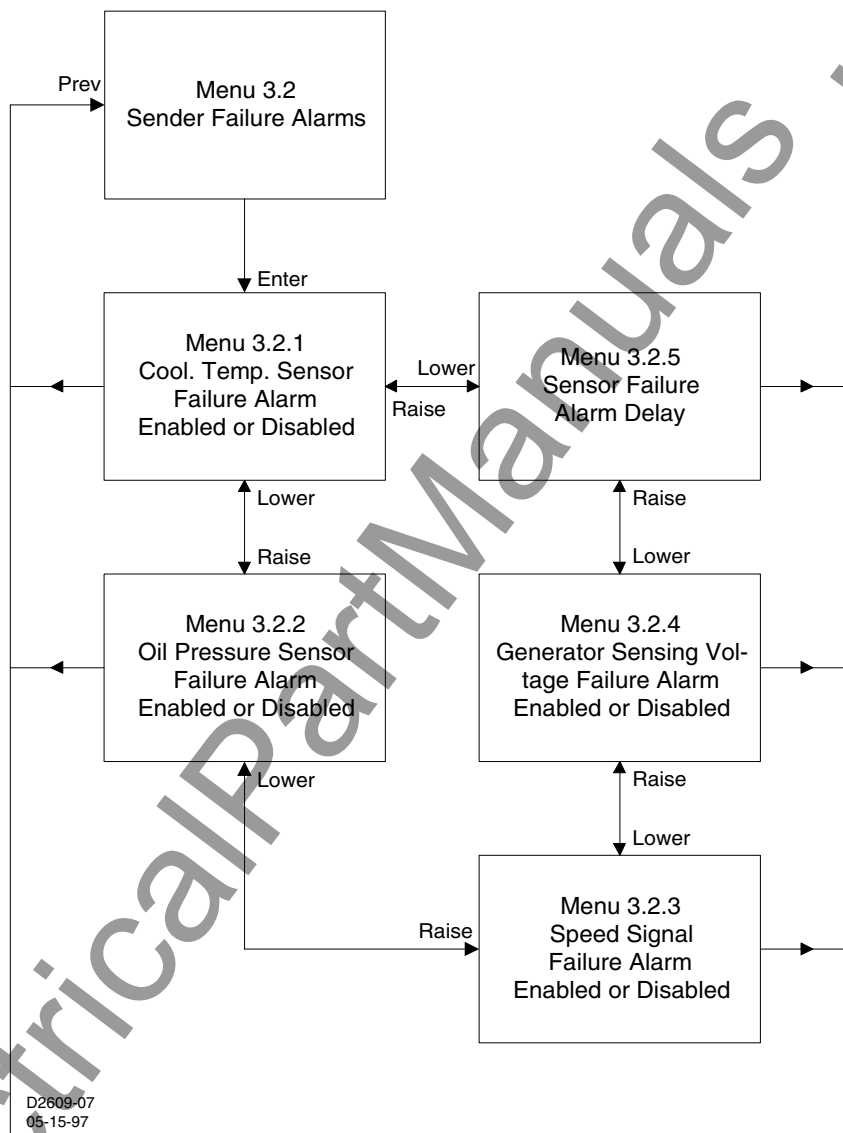 Prev
Menu 3.2
Sender Failure Alarms
Enter
Menu 3.2.1
Cool. Temp. Sensor
Failure Alarm
Enabled or Disabled
Lower
Raise
Menu 3.2.5
Sensor Failure
Alarm Delay
Lower
Raise
Raise
Lower
Menu 3.2.2
Oil Pressure Sensor
Failure Alarm
Enabled or Disabled
Menu 3.2.4
Generator Sensing Vol-
tage Failure Alarm
Enabled or Disabled
Lower
Raise
Lower
Raise
Menu 3.2.3
Speed Signal
Failure Alarm
Enabled or Disabled
D2609-07
05-15-97
ctricalPartManuals .